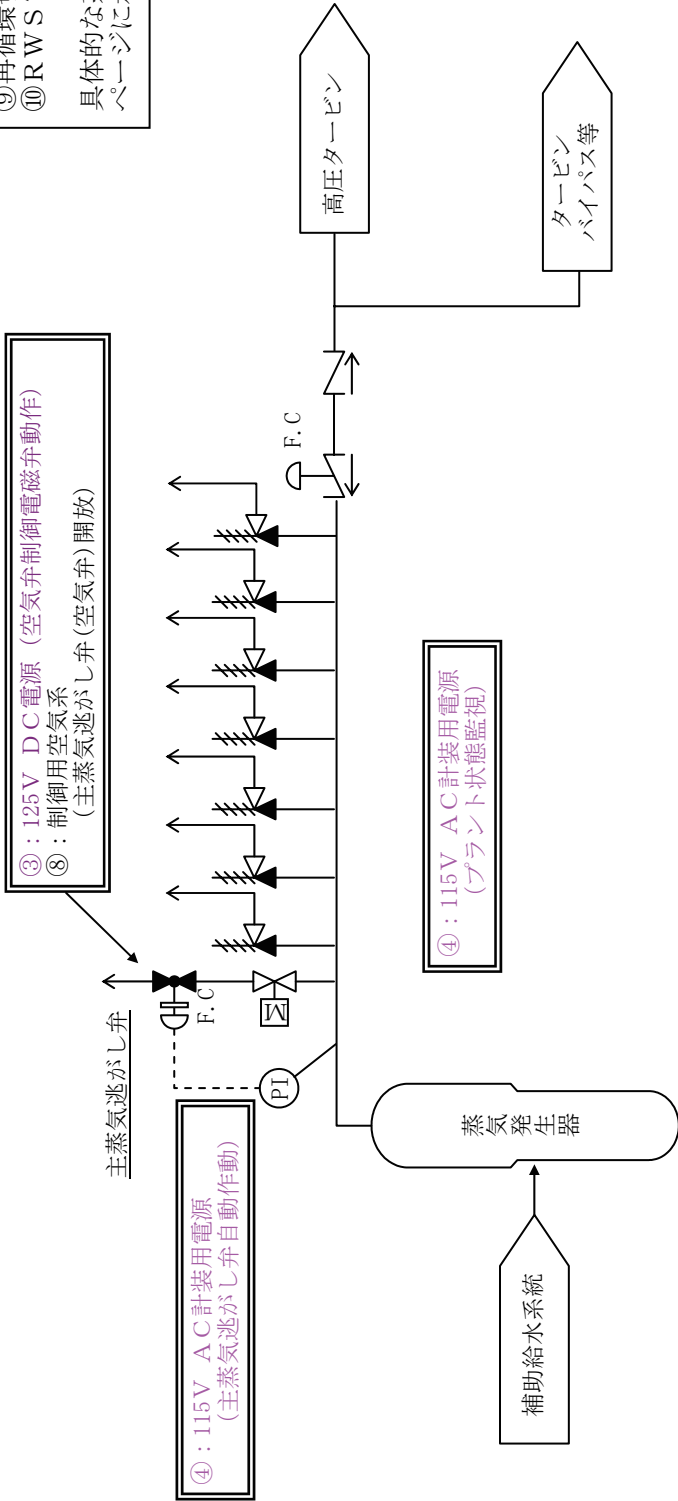 ⑨再循環
⑩RWS
具体的な
ページに
③：125V DC電源（空気弁制御電磁弁動作）
⑧：制御用空気系
（主蒸気逃がし弁(空気弁)開放）
高圧タービン
タービン
バイパス等
F.C
主蒸気逃がし弁
F.C
M
PI
④：115V AC計装用電源
（プラント状態監視）
④：115V AC計装用電源
（主蒸気逃がし弁自動作動）
蒸気
発生
器
補助給水系統